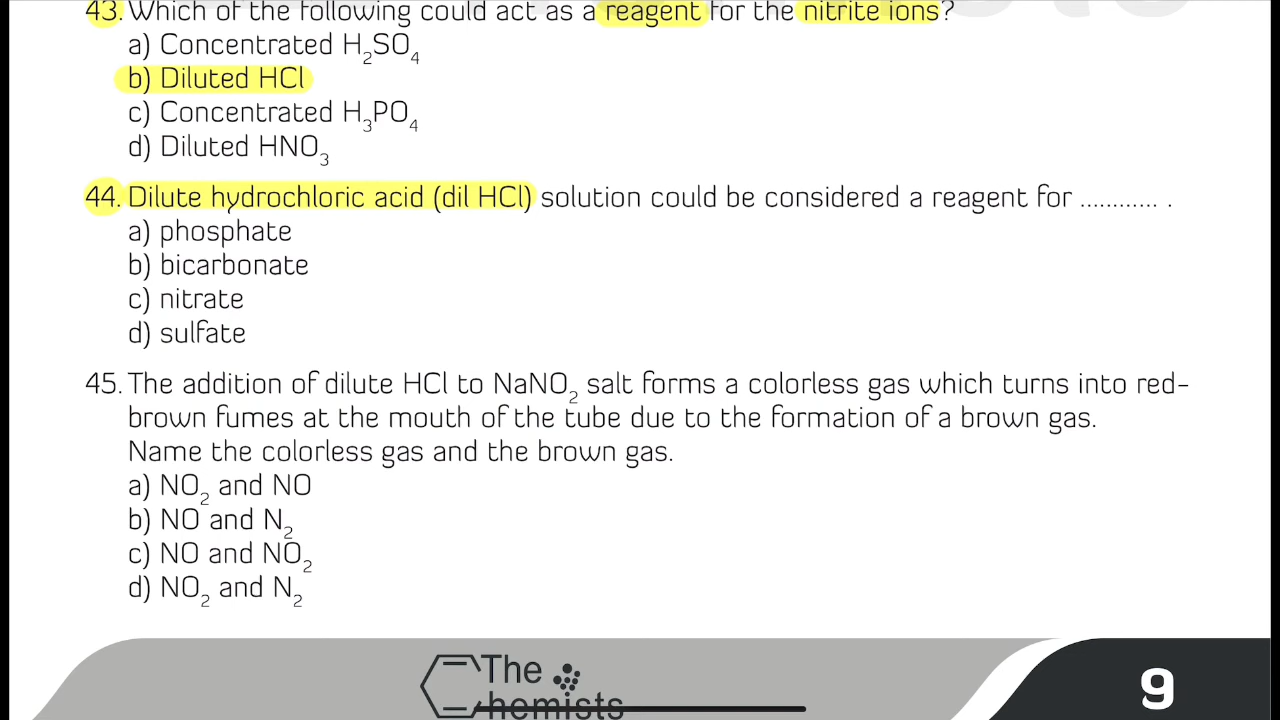 43. Which of the following could act as a reagent for the nitrite ions?
a) Concentrated H₂SO₄
b) Diluted HCl
c) Concentrated H₃PO₄
d) Diluted HNO₃
44. Dilute hydrochloric acid (dil HCl) solution could be considered a reagent for ............ .
a) phosphate
b) bicarbonate
c) nitrate
d) sulfate
45. The addition of dilute HCl to NaNO₂ salt forms a colorless gas which turns into red-
brown fumes at the mouth of the tube due to the formation of a brown gas.
Name the colorless gas and the brown gas.
a) NO₂ and NO
b) NO and N₂
c) NO and NO₂
d) NO₂ and N₂
The
hemists
9